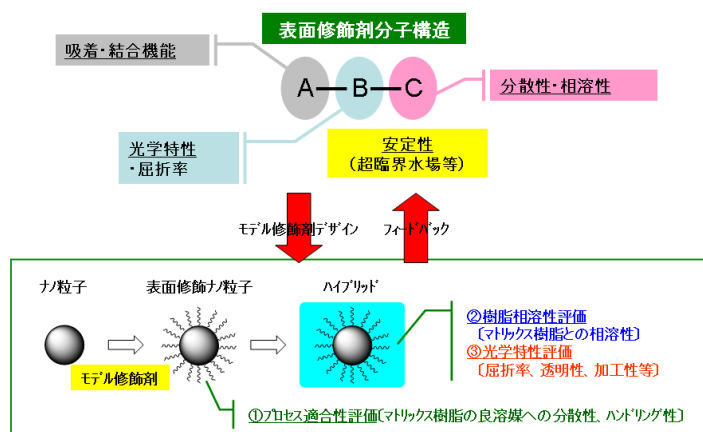 表面修飾剤分子構造
吸着・結合機能
A
B
C
分散性・相溶性
光学特性
・屈折率
安定性
(超臨界水場等)
モデル修飾剤デザイン
フィードバック
ナノ粒子
表面修飾ナノ粒子
ハイブリッド
モデル修飾剤
②樹脂相溶性評価
〔マトリックス樹脂との相溶性〕
③光学特性評価
〔屈折率、透明性、加工性等〕
①プロセス適合性評価〔マトリックス樹脂の良溶媒への分散性、ハンドリング性〕